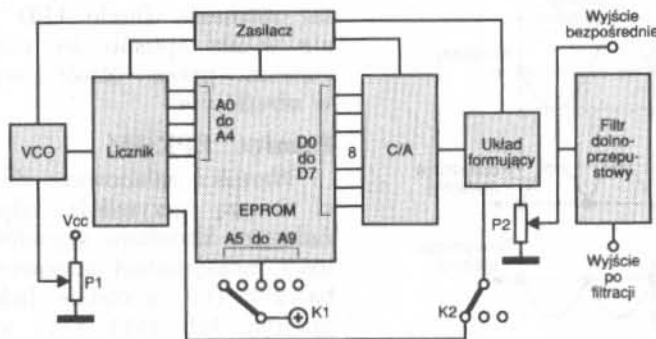 Zasilacz
Wyjście
bezpośrednie
VCO
Licznik
A0
do
A4
D0
do
D7
EPROM
A5 do A9
8
C/A
Układ
formujący
Filtr
dolno-
przepu-
stowy
Vcc
P1
K1
K2
P2
Wyjście
po
filtracji